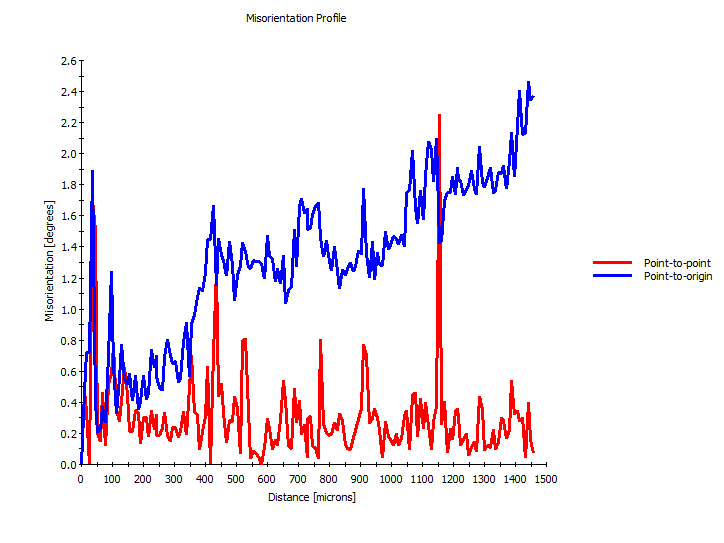 Misorientation Profile
2.6
2.4
2.2
2.0
1.8
1.6
1.4
1.2
1.0
0.8
0.6
0.4
0.2
0.0
Misorientation [degrees]
0 100 200 300 400 500 600 700 800 900 1000 1100 1200 1300 1400 1500
Distance [microns]
Point-to-point
Point-to-origin